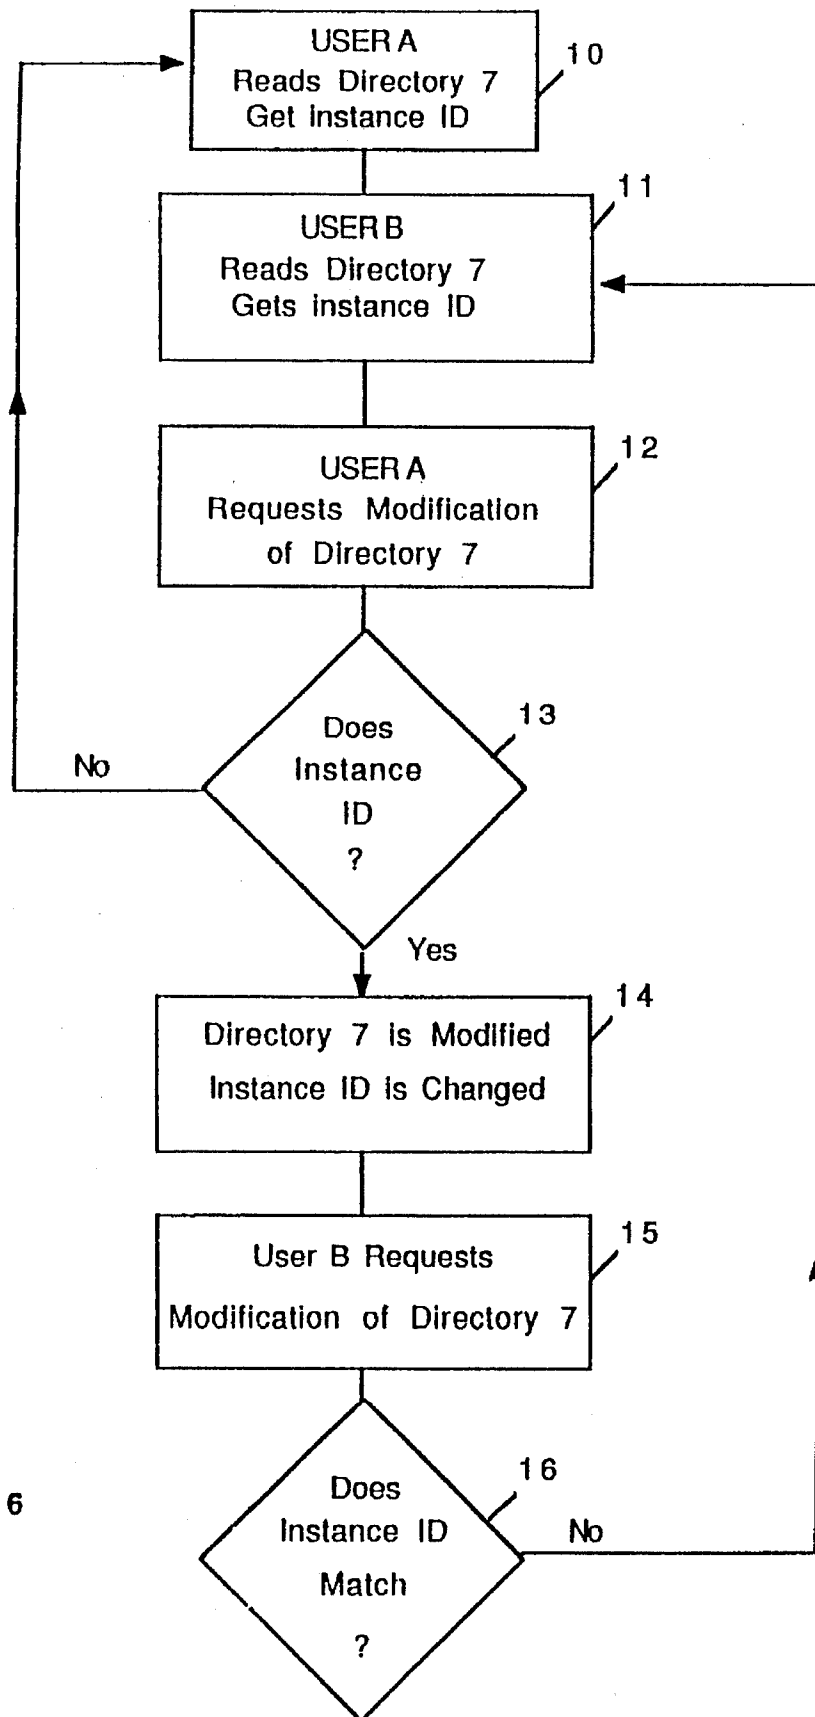 USER A
Reads Directory 7
Get Instance ID
10
USER B
Reads Directory 7
Gets instance ID
11
USER A
Requests Modification
of Directory 7
12
Does
Instance
ID
?
13
No
Yes
Directory 7 is Modified
Instance ID is Changed
14
User B Requests
Modification of Directory 7
15
Does
Instance ID
Match
?
16
No
6